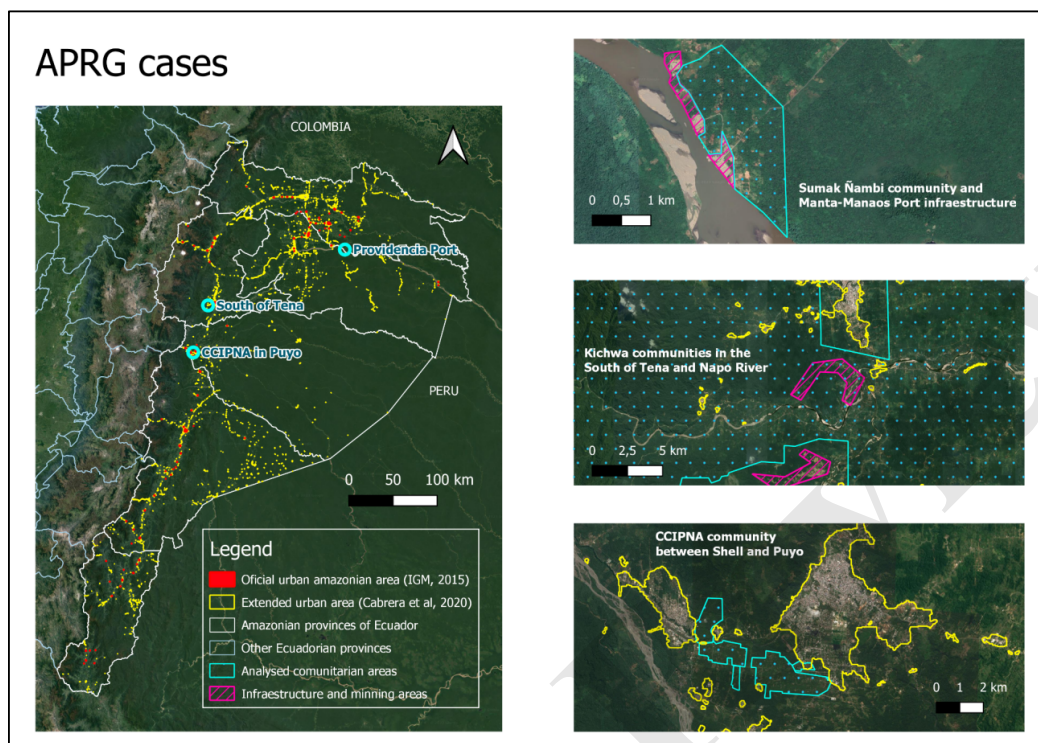 APRG cases
COLOMBIA
Providencia Port
South of Tena
CCIPNA in Puyo
PERU
0 50 100 km
Legend
Oficial urban amazonian area (IGM, 2015)
Extended urban area (Cabrera et al, 2020)
Amazonian provinces of Ecuador
Other Ecuadorian provinces
Analysed comunitarian areas
Infraestructure and minning areas
0 0,5 1 km
Sumak Ñambi community and
Manta-Manaos Port infraestructure
Kichwa communities in the
South of Tena and Napo River
0 2,5 5 km
CCIPNA community
between Shell and Puyo
0 1 2 km